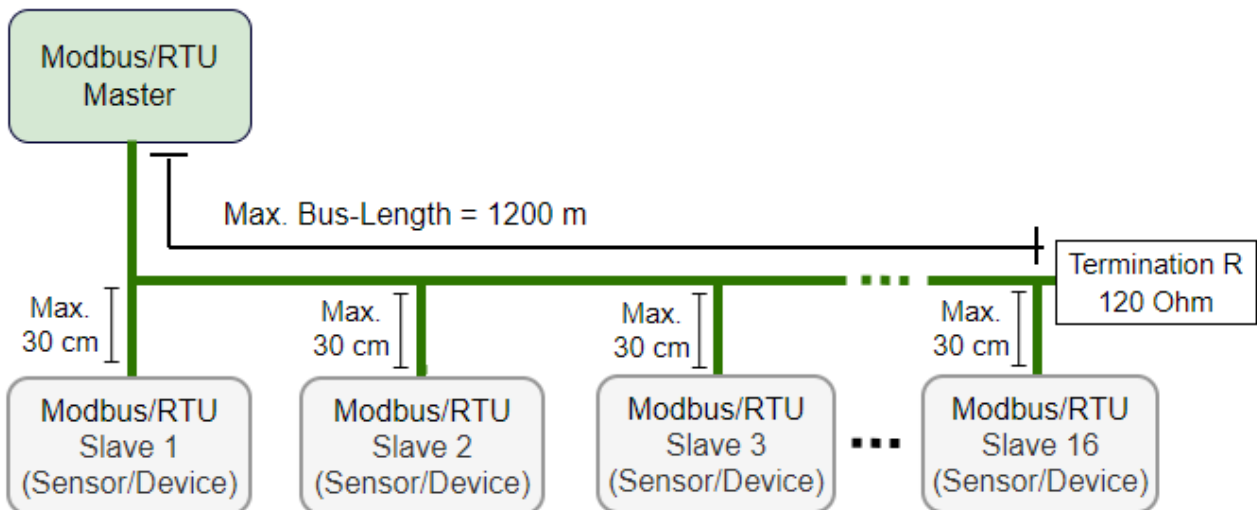 Modbus/RTU
Master
Max. Bus-Length = 1200 m
Termination R
120 Ohm
Max.
30 cm
Max.
30 cm
Max.
30 cm
Max.
30 cm
Modbus/RTU
Slave 1
(Sensor/Device)
Modbus/RTU
Slave 2
(Sensor/Device)
Modbus/RTU
Slave 3
(Sensor/Device)
Modbus/RTU
Slave 16
(Sensor/Device)